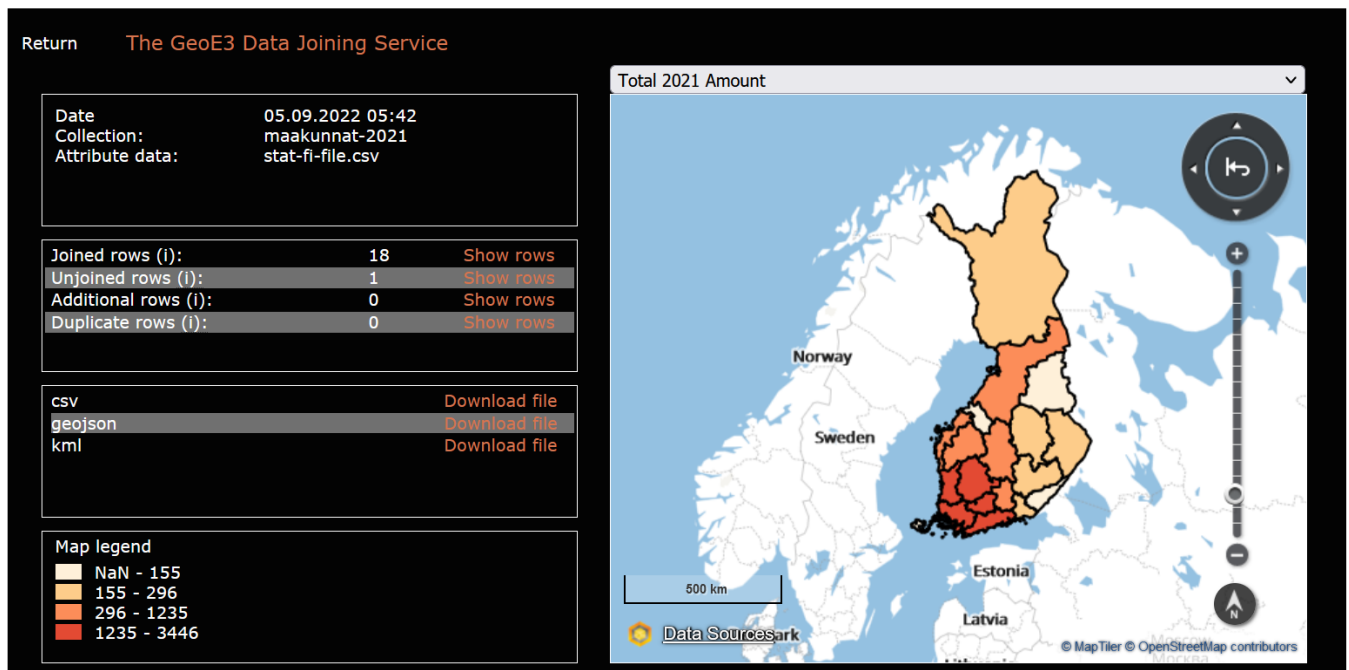 Return
The GeoE3 Data Joining Service
Total 2021 Amount
Date 05.09.2022 05:42
Collection: maakunnat-2021
Attribute data: stat-fi-file.csv
Joined rows (i): 18 Show rows
Unjoined rows (i): 1 Show rows
Additional rows (i): 0 Show rows
Duplicate rows (i): 0 Show rows
csv Download file
geojson Download file
kml Download file
Map legend
NaN - 155
155 - 296
296 - 1235
1235 - 3446
Norway
Sweden
Estonia
Latvia
500 km
N
Data Sources
ark
Moscow
Москва
© MapTiler © OpenStreetMap contributors